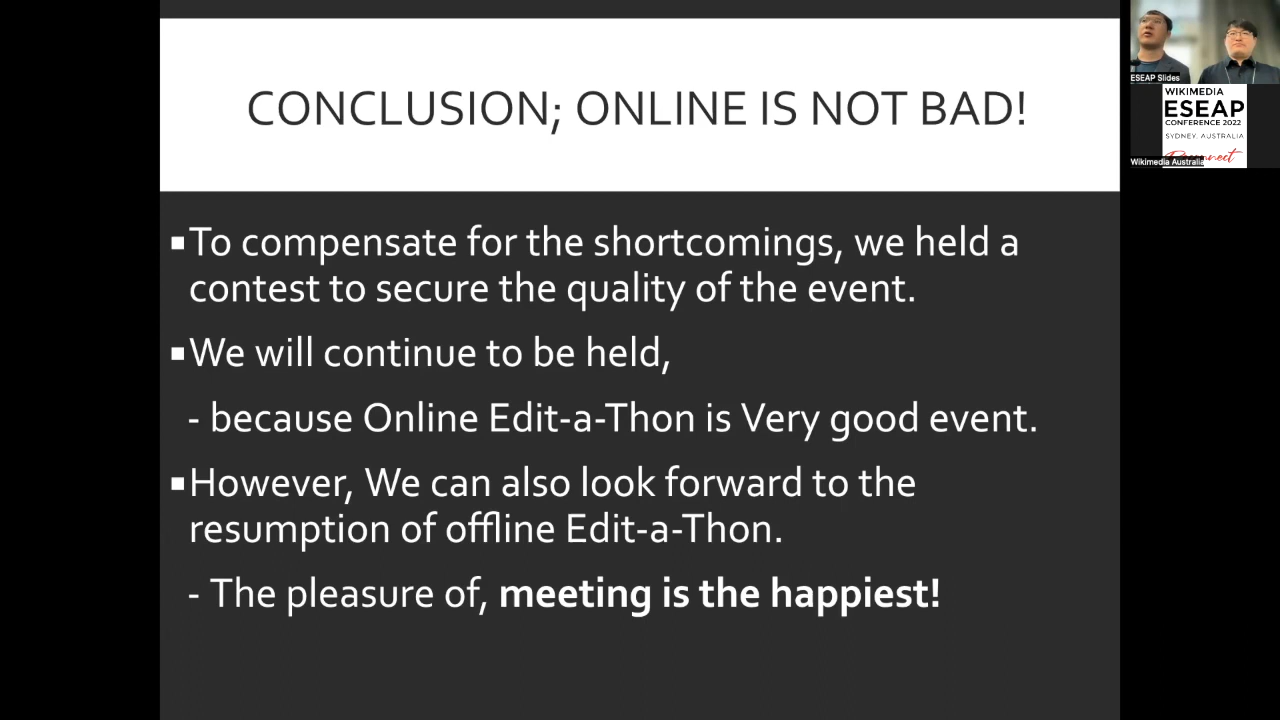 CONCLUSION; ONLINE IS NOT BAD!
▪To compensate for the shortcomings, we held a
contest to secure the quality of the event.
▪We will continue to be held,
- because Online Edit-a-Thon is Very good event.
▪However, We can also look forward to the
resumption of offline Edit-a-Thon.
- The pleasure of, meeting is the happiest!
ESEAP Slides
WIKIMEDIA
ESEAP
CONFERENCE 2022
SYDNEY, AUSTRALIA
Reconnect
Wikimedia Australia